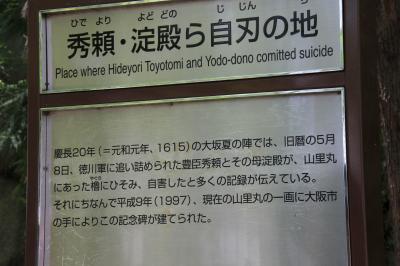 ひでより よどどの じじん ち
秀頼・淀殿ら自刃の地
Place where Hideyori Toyotomi and Yodo-dono comitted suicide
慶長20年（＝元和元年、1615）の大坂夏の陣では、旧暦の5月
8日、徳川軍に追い詰められた豊臣秀頼とその母淀殿が、山里丸
やぐら
にあった櫓にひそみ、自害したと多くの記録が伝えている。
それにちなんで平成9年（1997）、現在の山里丸の一画に大阪市
の手によりこの記念碑が建てられた。